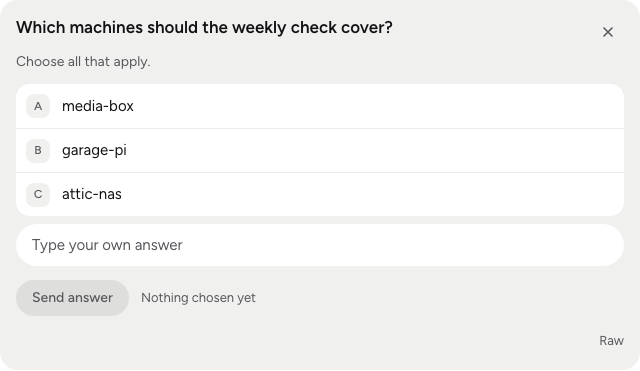 Which machines should the weekly check cover?
Choose all that apply.
A media-box
B garage-pi
C attic-nas
Type your own answer
Send answer Nothing chosen yet
Raw